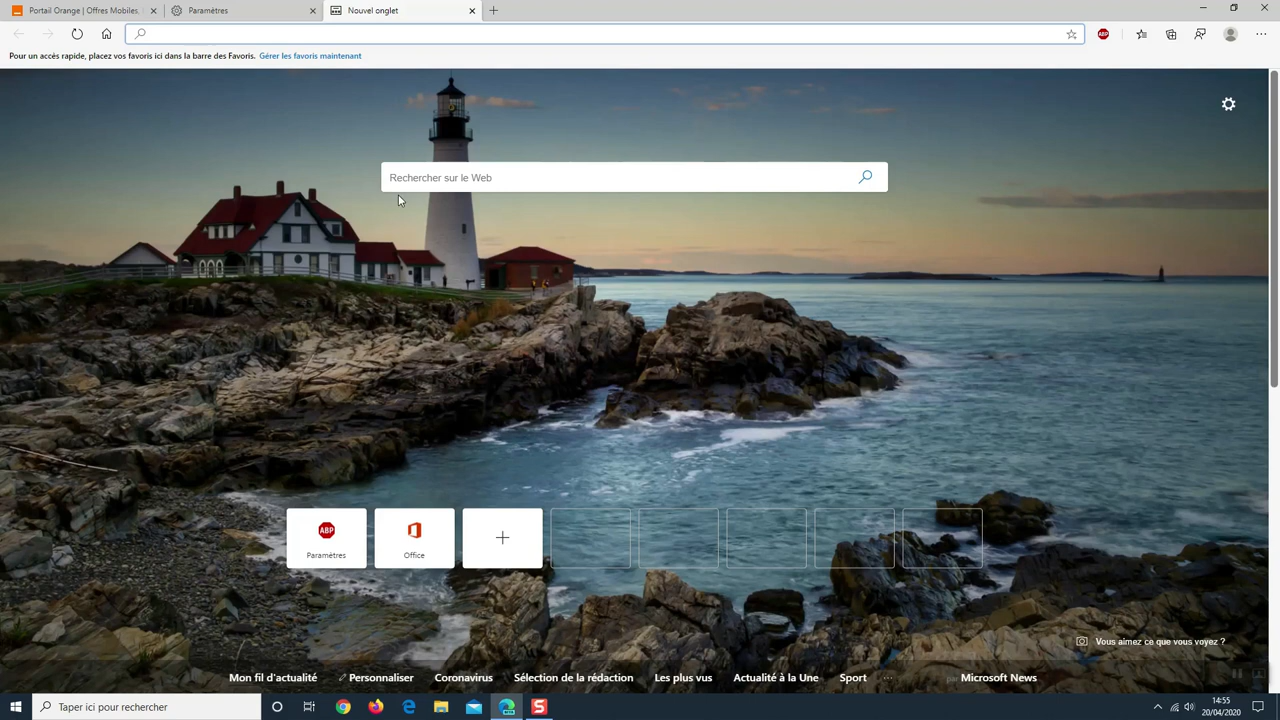 Portail Orange | Offres Mobiles,
Paramètres
Nouvel onglet
ABP
Pour un accès rapide, placez vos favoris ici dans la barre des Favoris. Gérer les favoris maintenant
Rechercher sur le Web
ABP
Paramètres
Office
Vous aimez ce que vous voyez ?
Mon fil d'actualité
Personnaliser
Coronavirus
Sélection de la rédaction
Les plus vus
Actualité à la Une
Sport
...
Microsoft News
Taper ici pour rechercher
S
14:55
20/04/2020